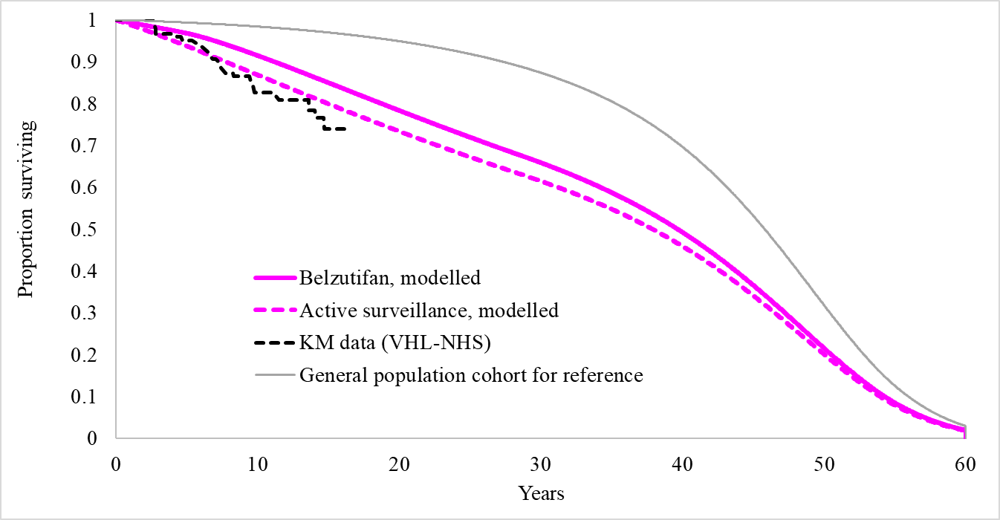 1
0.9
0.8
0.7
0.6
0.5
0.4
0.3
0.2
0.1
0
Proportion surviving
Belzutifan, modelled
Active surveillance, modelled
KM data (VHL-NHS)
General population cohort for reference
0 10 20 30 40 50 60
Years